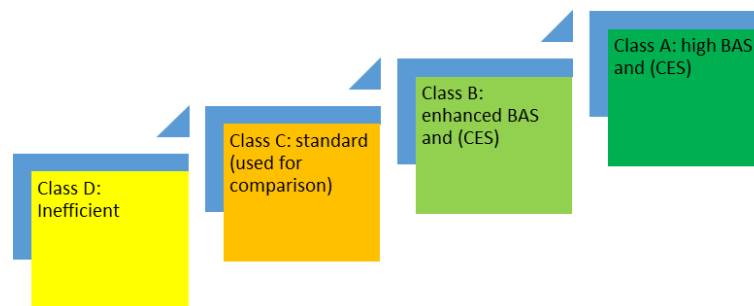 Class D:
Inefficient
Class C: standard
(used for
comparison)
Class B:
enhanced BAS
and (CES)
Class A: high BAS
and (CES)